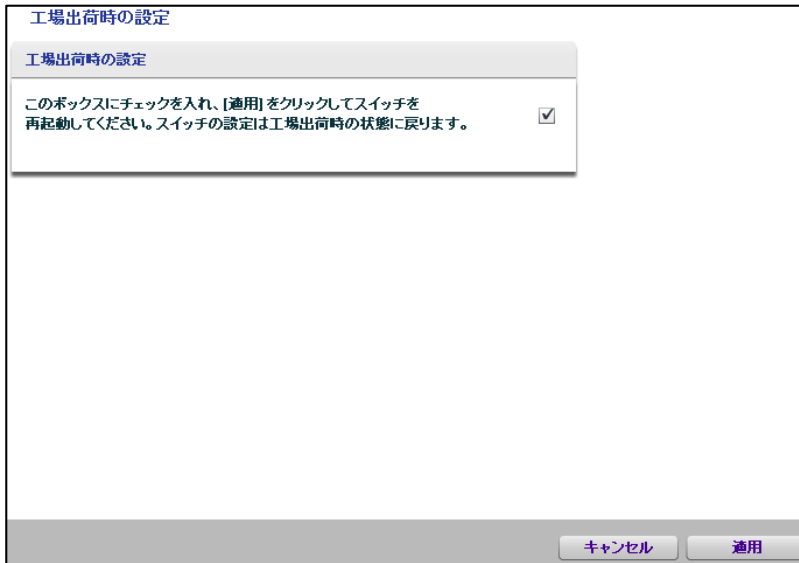 工場出荷時の設定
工場出荷時の設定
このボックスにチェックを入れ、[適用] をクリックしてスイッチを
再起動してください。スイッチの設定は工場出荷時の状態に戻ります。
キャンセル
適用